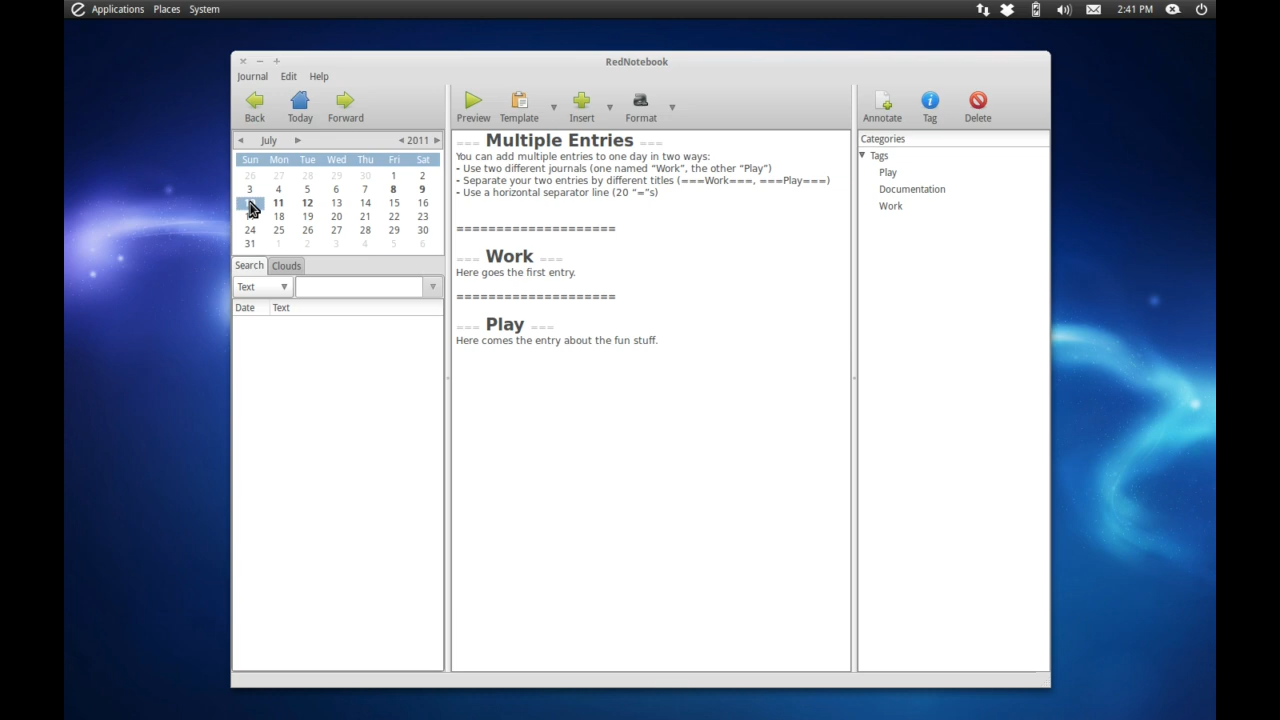 Applications Places System 2:41 PM
RedNotebook
Journal Edit Help
Back Today Forward Preview Template Insert Format Annotate Tag Delete
July 2011
Sun Mon Tue Wed Thu Fri Sat
26 27 28 29 30 1 2
3 4 5 6 7 8 9
11 12 13 14 15 16
18 19 20 21 22 23
24 25 26 27 28 29 30
31 1 2 3 4 5 6
Search Clouds
Text
Date Text
=== Multiple Entries ===
You can add multiple entries to one day in two ways:
- Use two different journals (one named “Work”, the other “Play”)
- Separate your two entries by different titles (===Work===, ===Play===)
- Use a horizontal separator line (20 “=”s)
====================
=== Work ===
Here goes the first entry.
====================
=== Play ===
Here comes the entry about the fun stuff.
Categories
Tags
Play
Documentation
Work